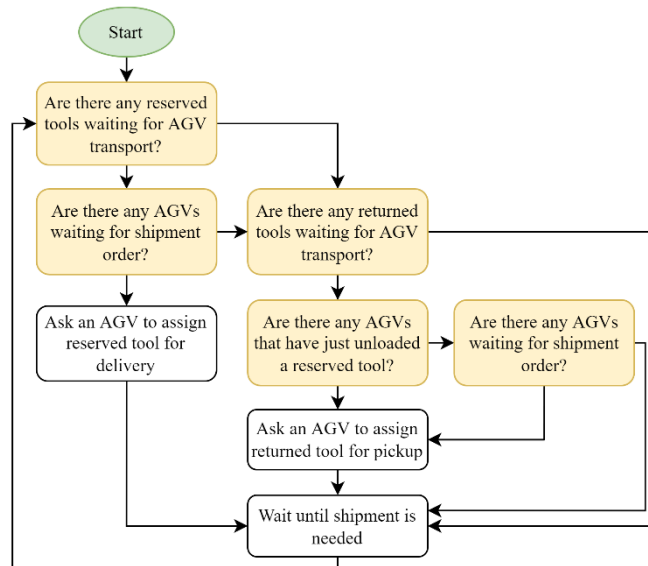 Start
Are there any reserved
tools waiting for AGV
transport?
Are there any AGVs
waiting for shipment
order?
Are there any returned
tools waiting for AGV
transport?
Ask an AGV to assign
reserved tool for
delivery
Are there any AGVs
that have just unloaded
a reserved tool?
Are there any AGVs
waiting for shipment
order?
Ask an AGV to assign
returned tool for pickup
Wait until shipment is
needed